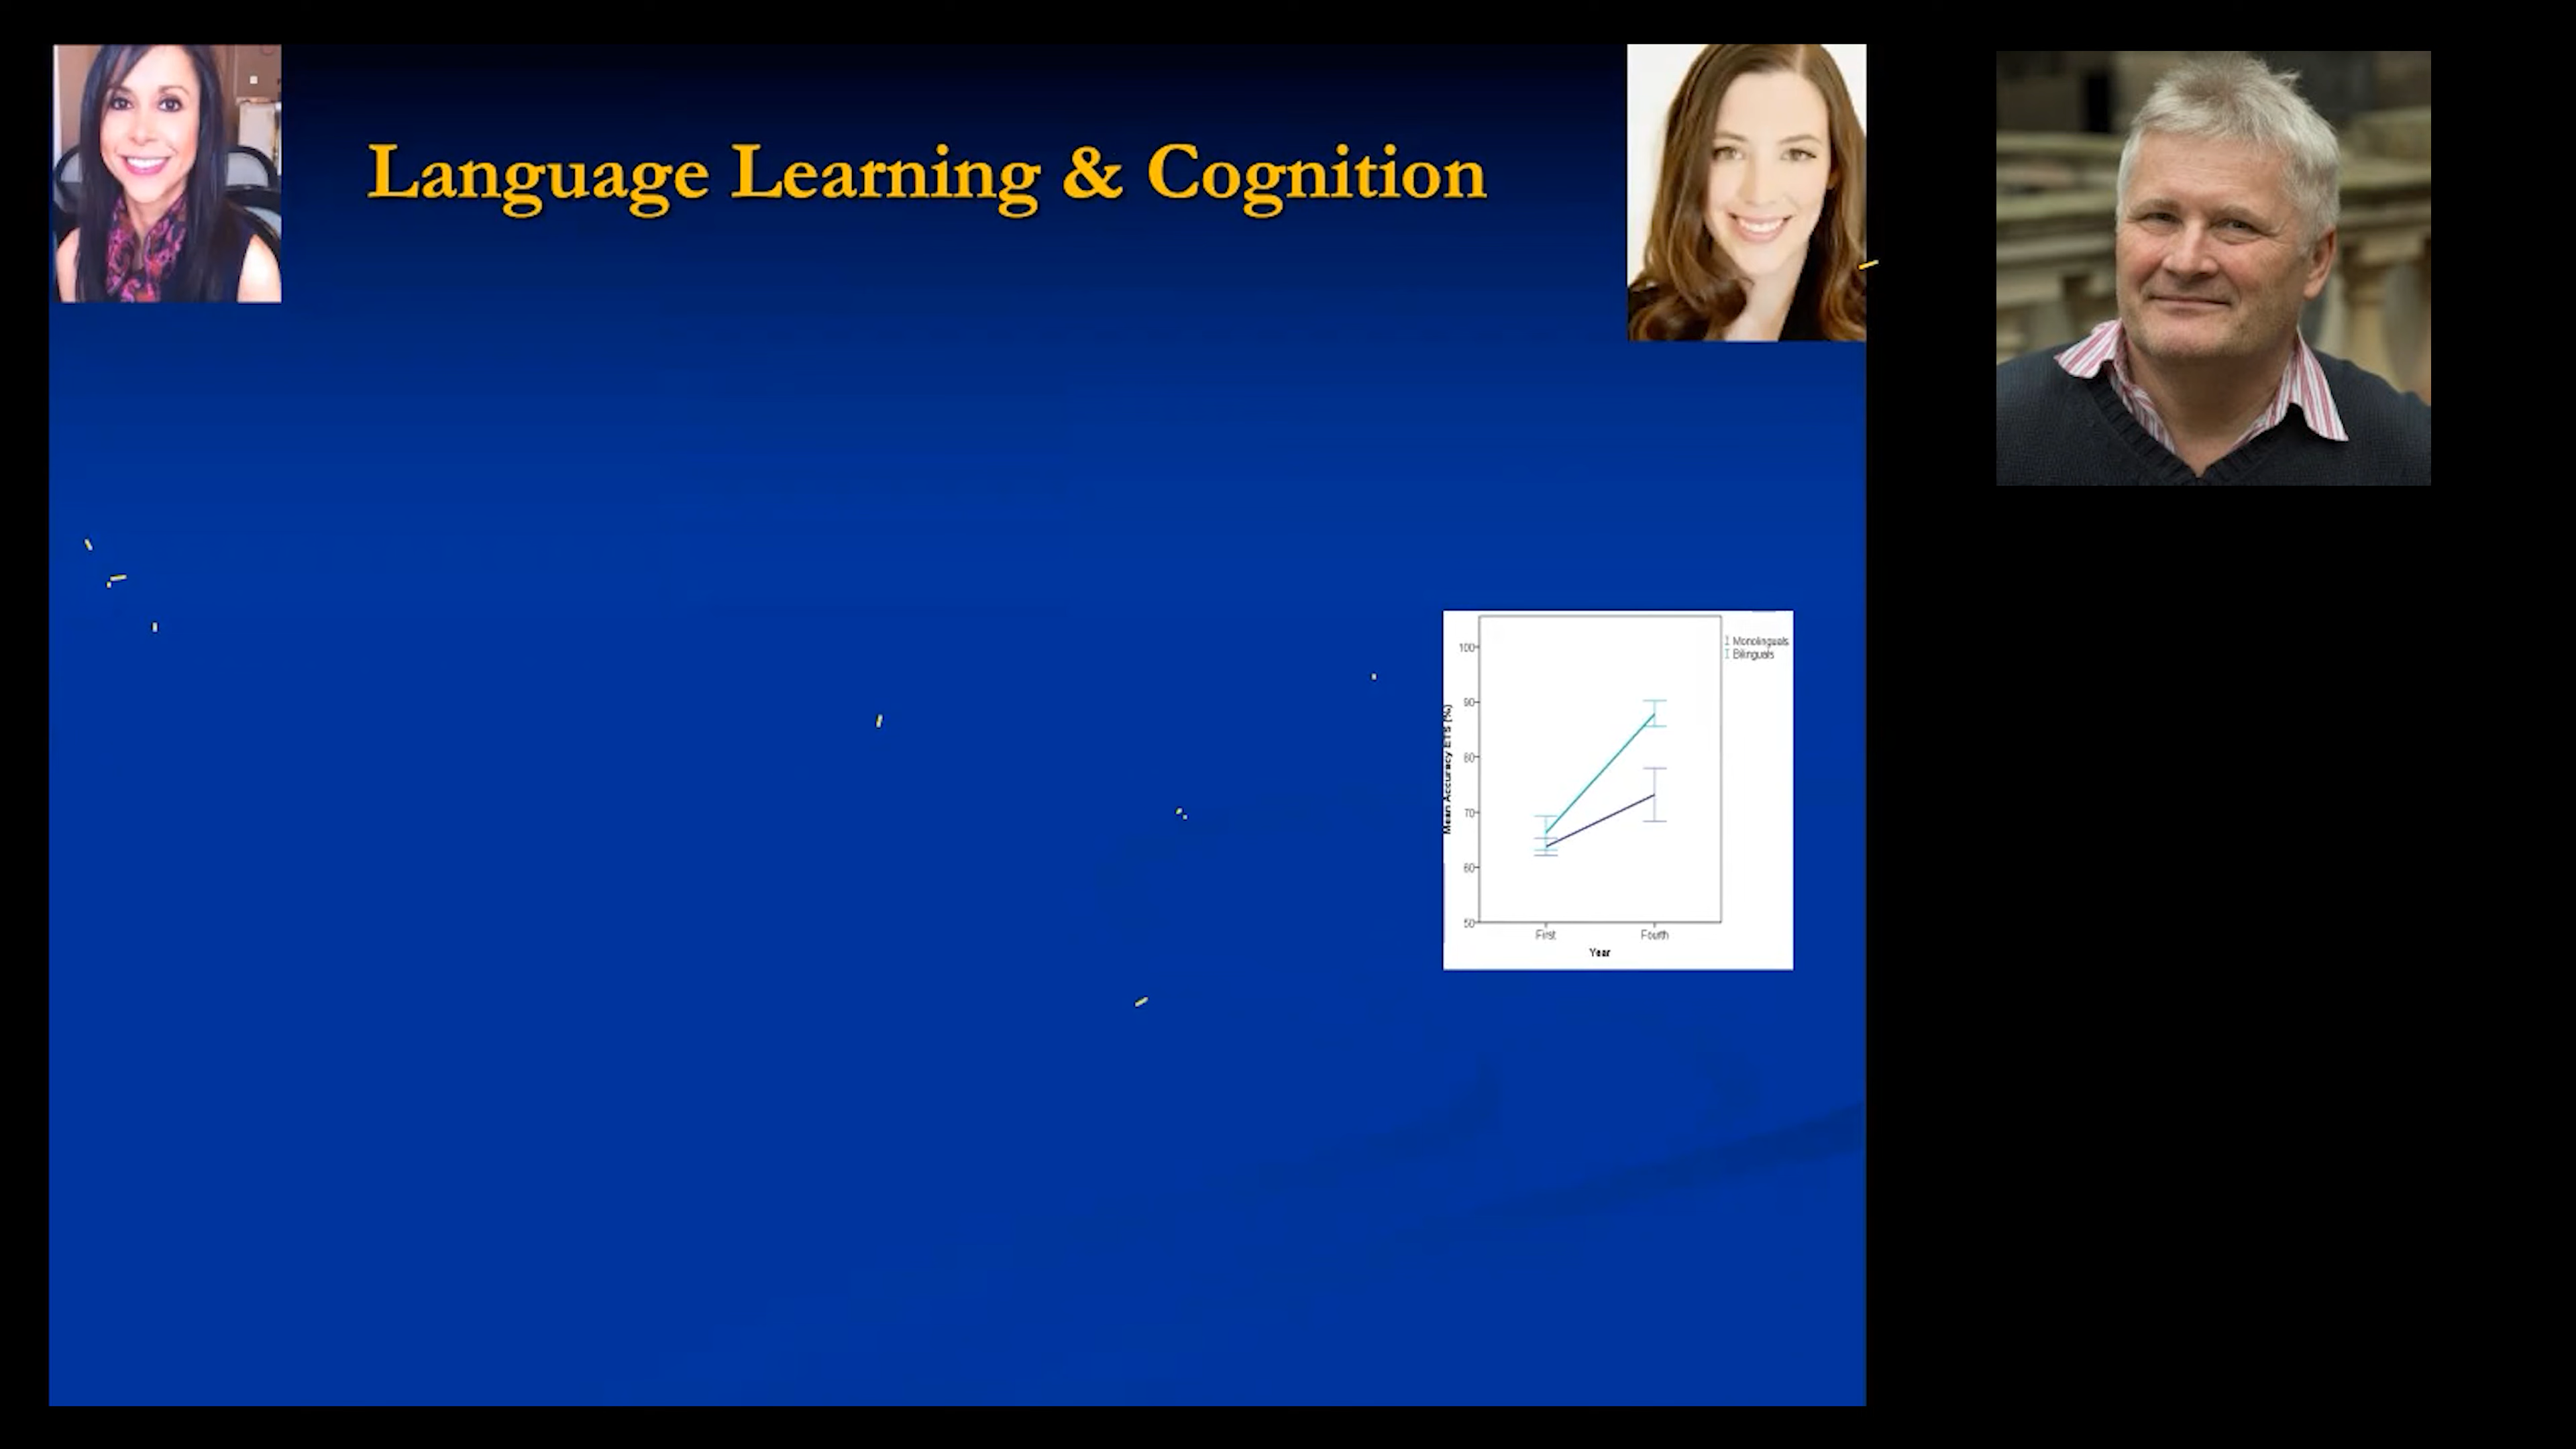 Language Learning & Cognition
Monolinguals
Bilinguals
100
90
80
70
60
50
Mean Accuracy ETS (%)
First
Fourth
Year